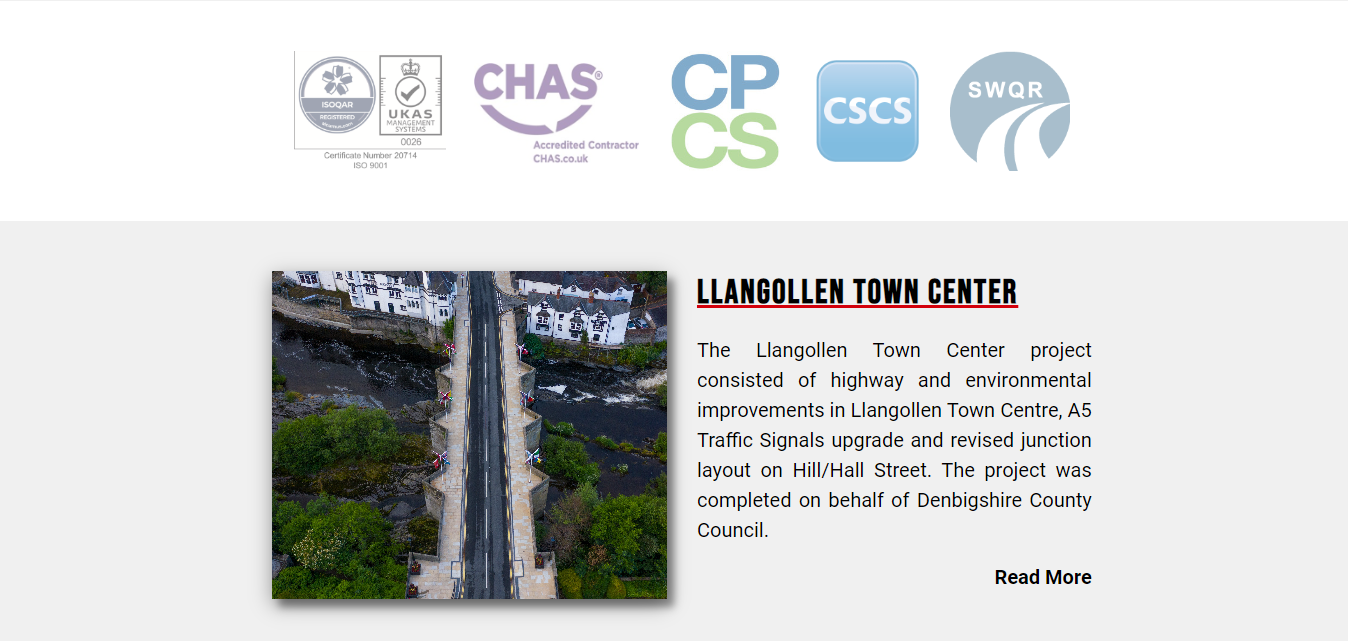 ISOQAR
REGISTERED
UKAS
MANAGEMENT
SYSTEMS
0026
Certificate Number 20714
ISO 9001
CHAS®
Accredited Contractor
CHAS.co.uk
CP
CS
CSCS
SWQR
LLANGOLLEN TOWN CENTER
The Llangollen Town Center project
consisted of highway and environmental
improvements in Llangollen Town Centre, A5
Traffic Signals upgrade and revised junction
layout on Hill/Hall Street. The project was
completed on behalf of Denbigshire County
Council.
Read More